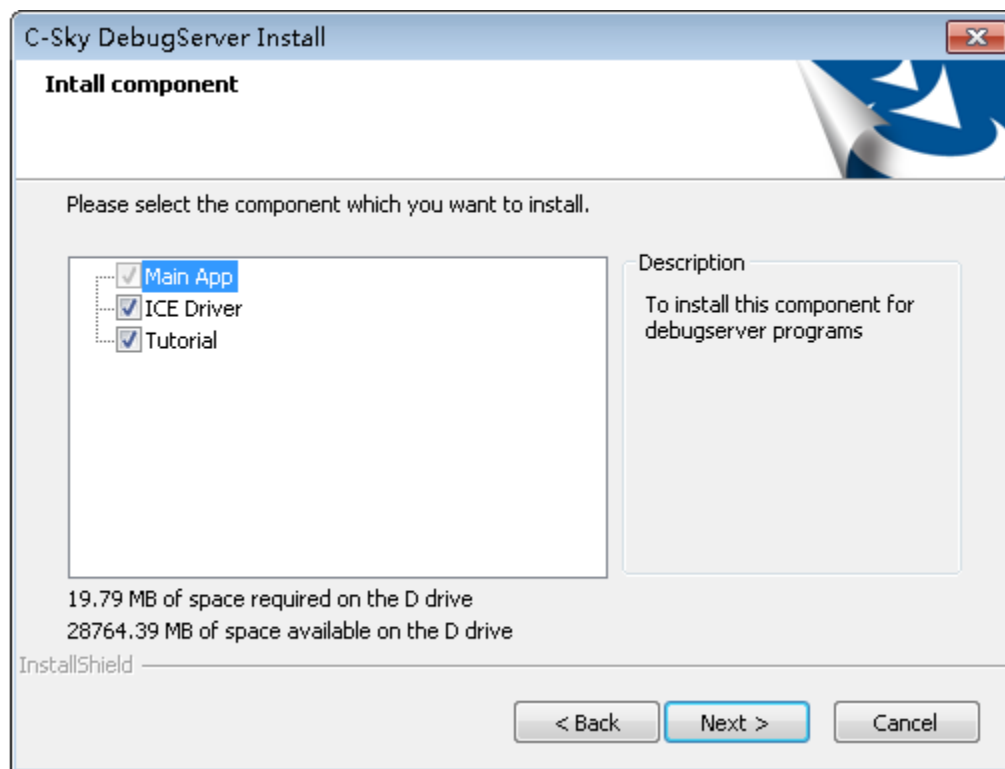 C-Sky DebugServer Install
Intall component
Please select the component which you want to install.
Main App
ICE Driver
Tutorial
Description
To install this component for
debugserver programs
19.79 MB of space required on the D drive
28764.39 MB of space available on the D drive
InstallShield
< Back
Next >
Cancel